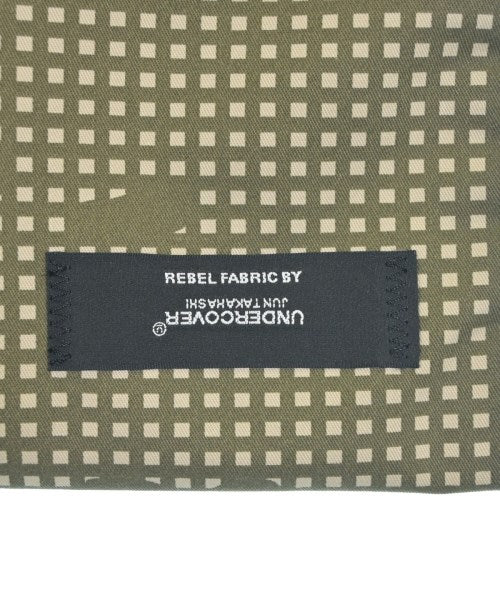 REBEL FABRIC BY
JUN TAKAHASHI
UNDERCOVER